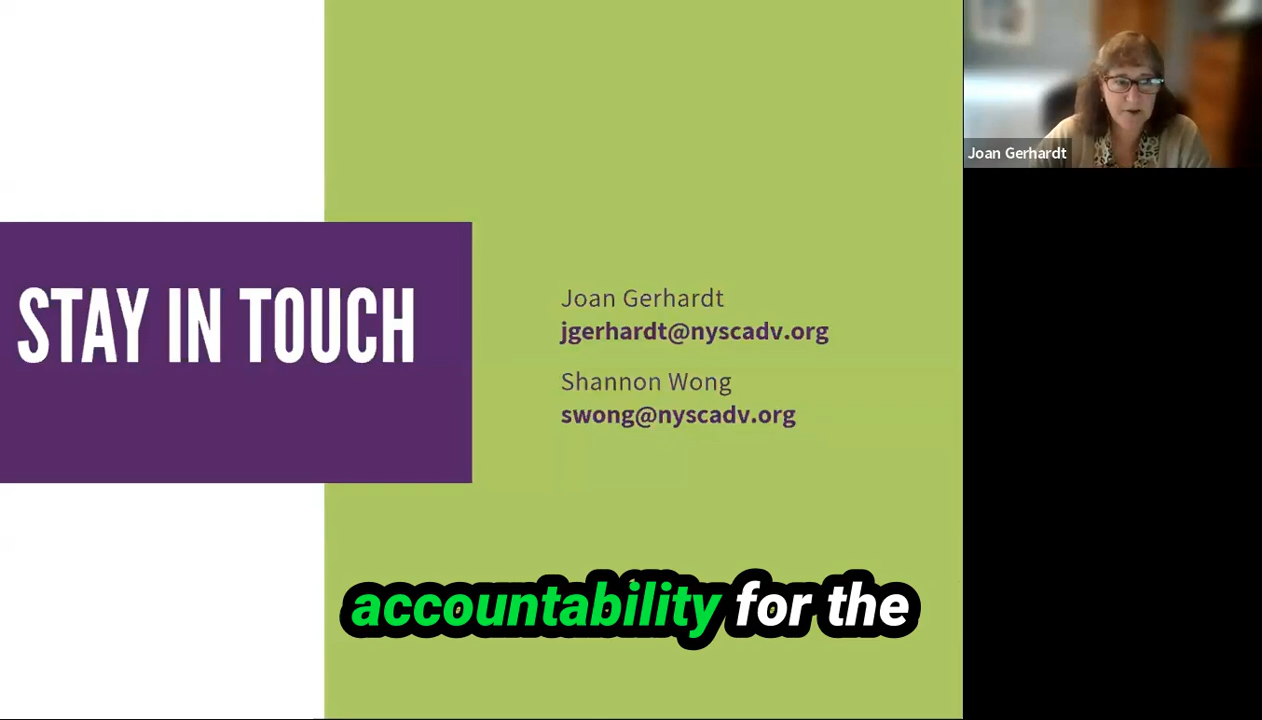 STAY IN TOUCH
Joan Gerhardt
jgerhardt@nyscadv.org
Shannon Wong
swong@nyscadv.org
accountability for the
Joan Gerhardt